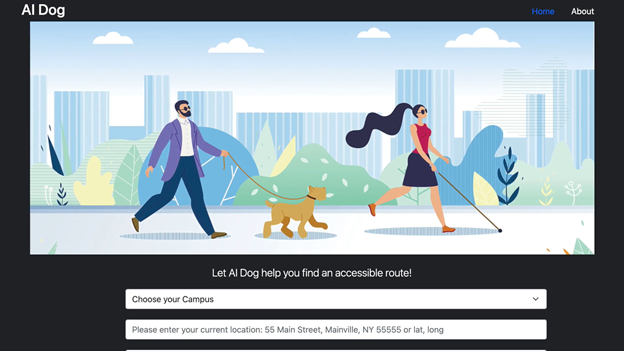 AI Dog
Home About
Let AI Dog help you find an accessible route!
Choose your Campus
Please enter your current location: 55 Main Street, Mainville, NY 55555 or lat, long